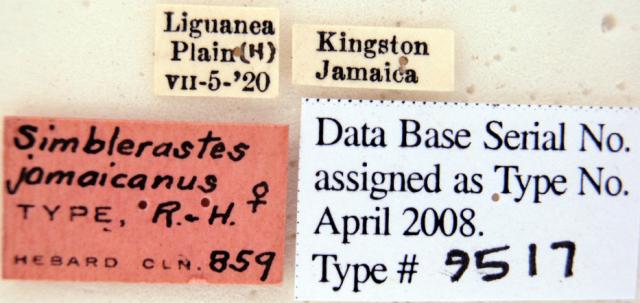 Liguanea
Plain (H)
VII-5-'20
Kingston
Jamaica
Simblerastes
jamaicanus
♀
TYPE, R.&H.
HEBARD CLN. 859
Data Base Serial No.
assigned as Type No.
April 2008.
Type # 9517